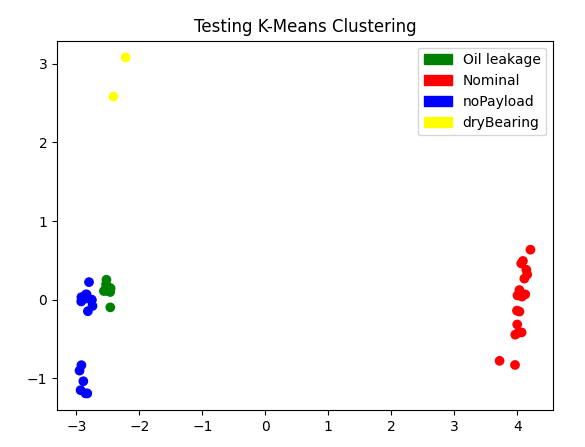 Testing K-Means Clustering
Oil leakage
Nominal
noPayload
dryBearing
3
2
1
0
−1
−3 −2 −1 0 1 2 3 4